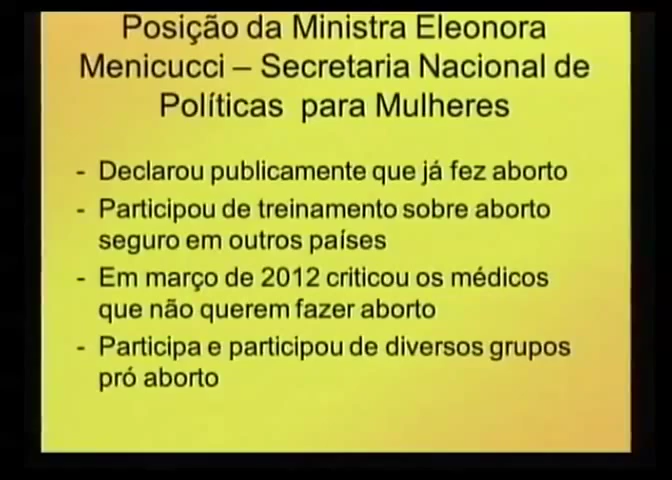 Posição da Ministra Eleonora
Menicucci – Secretaria Nacional de
Políticas para Mulheres
- Declarou publicamente que já fez aborto
- Participou de treinamento sobre aborto
seguro em outros países
- Em março de 2012 criticou os médicos
que não querem fazer aborto
- Participa e participou de diversos grupos
pró aborto